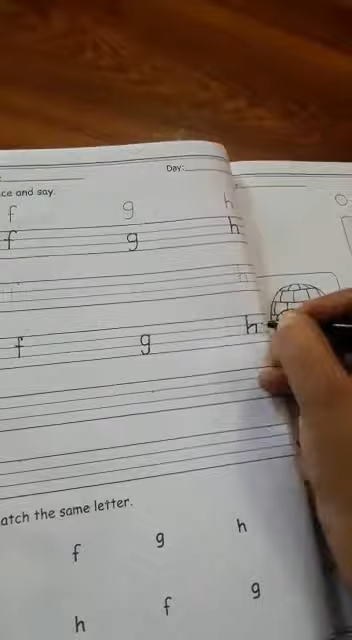 Day:
ce and say.
f g h
f g h
h
f g h
atch the same letter.
f g h
h f g